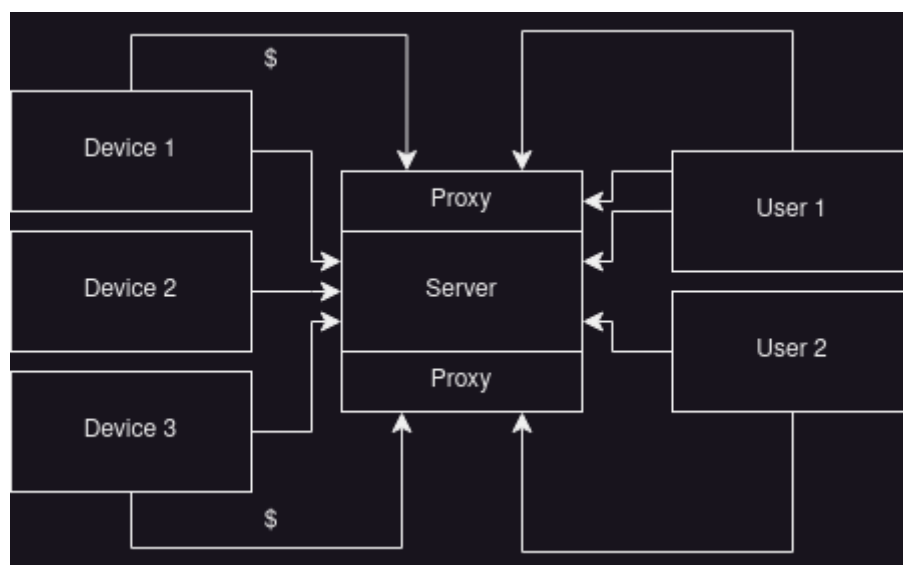 $
Device 1
Proxy
User 1
Device 2
Server
User 2
Proxy
Device 3
$